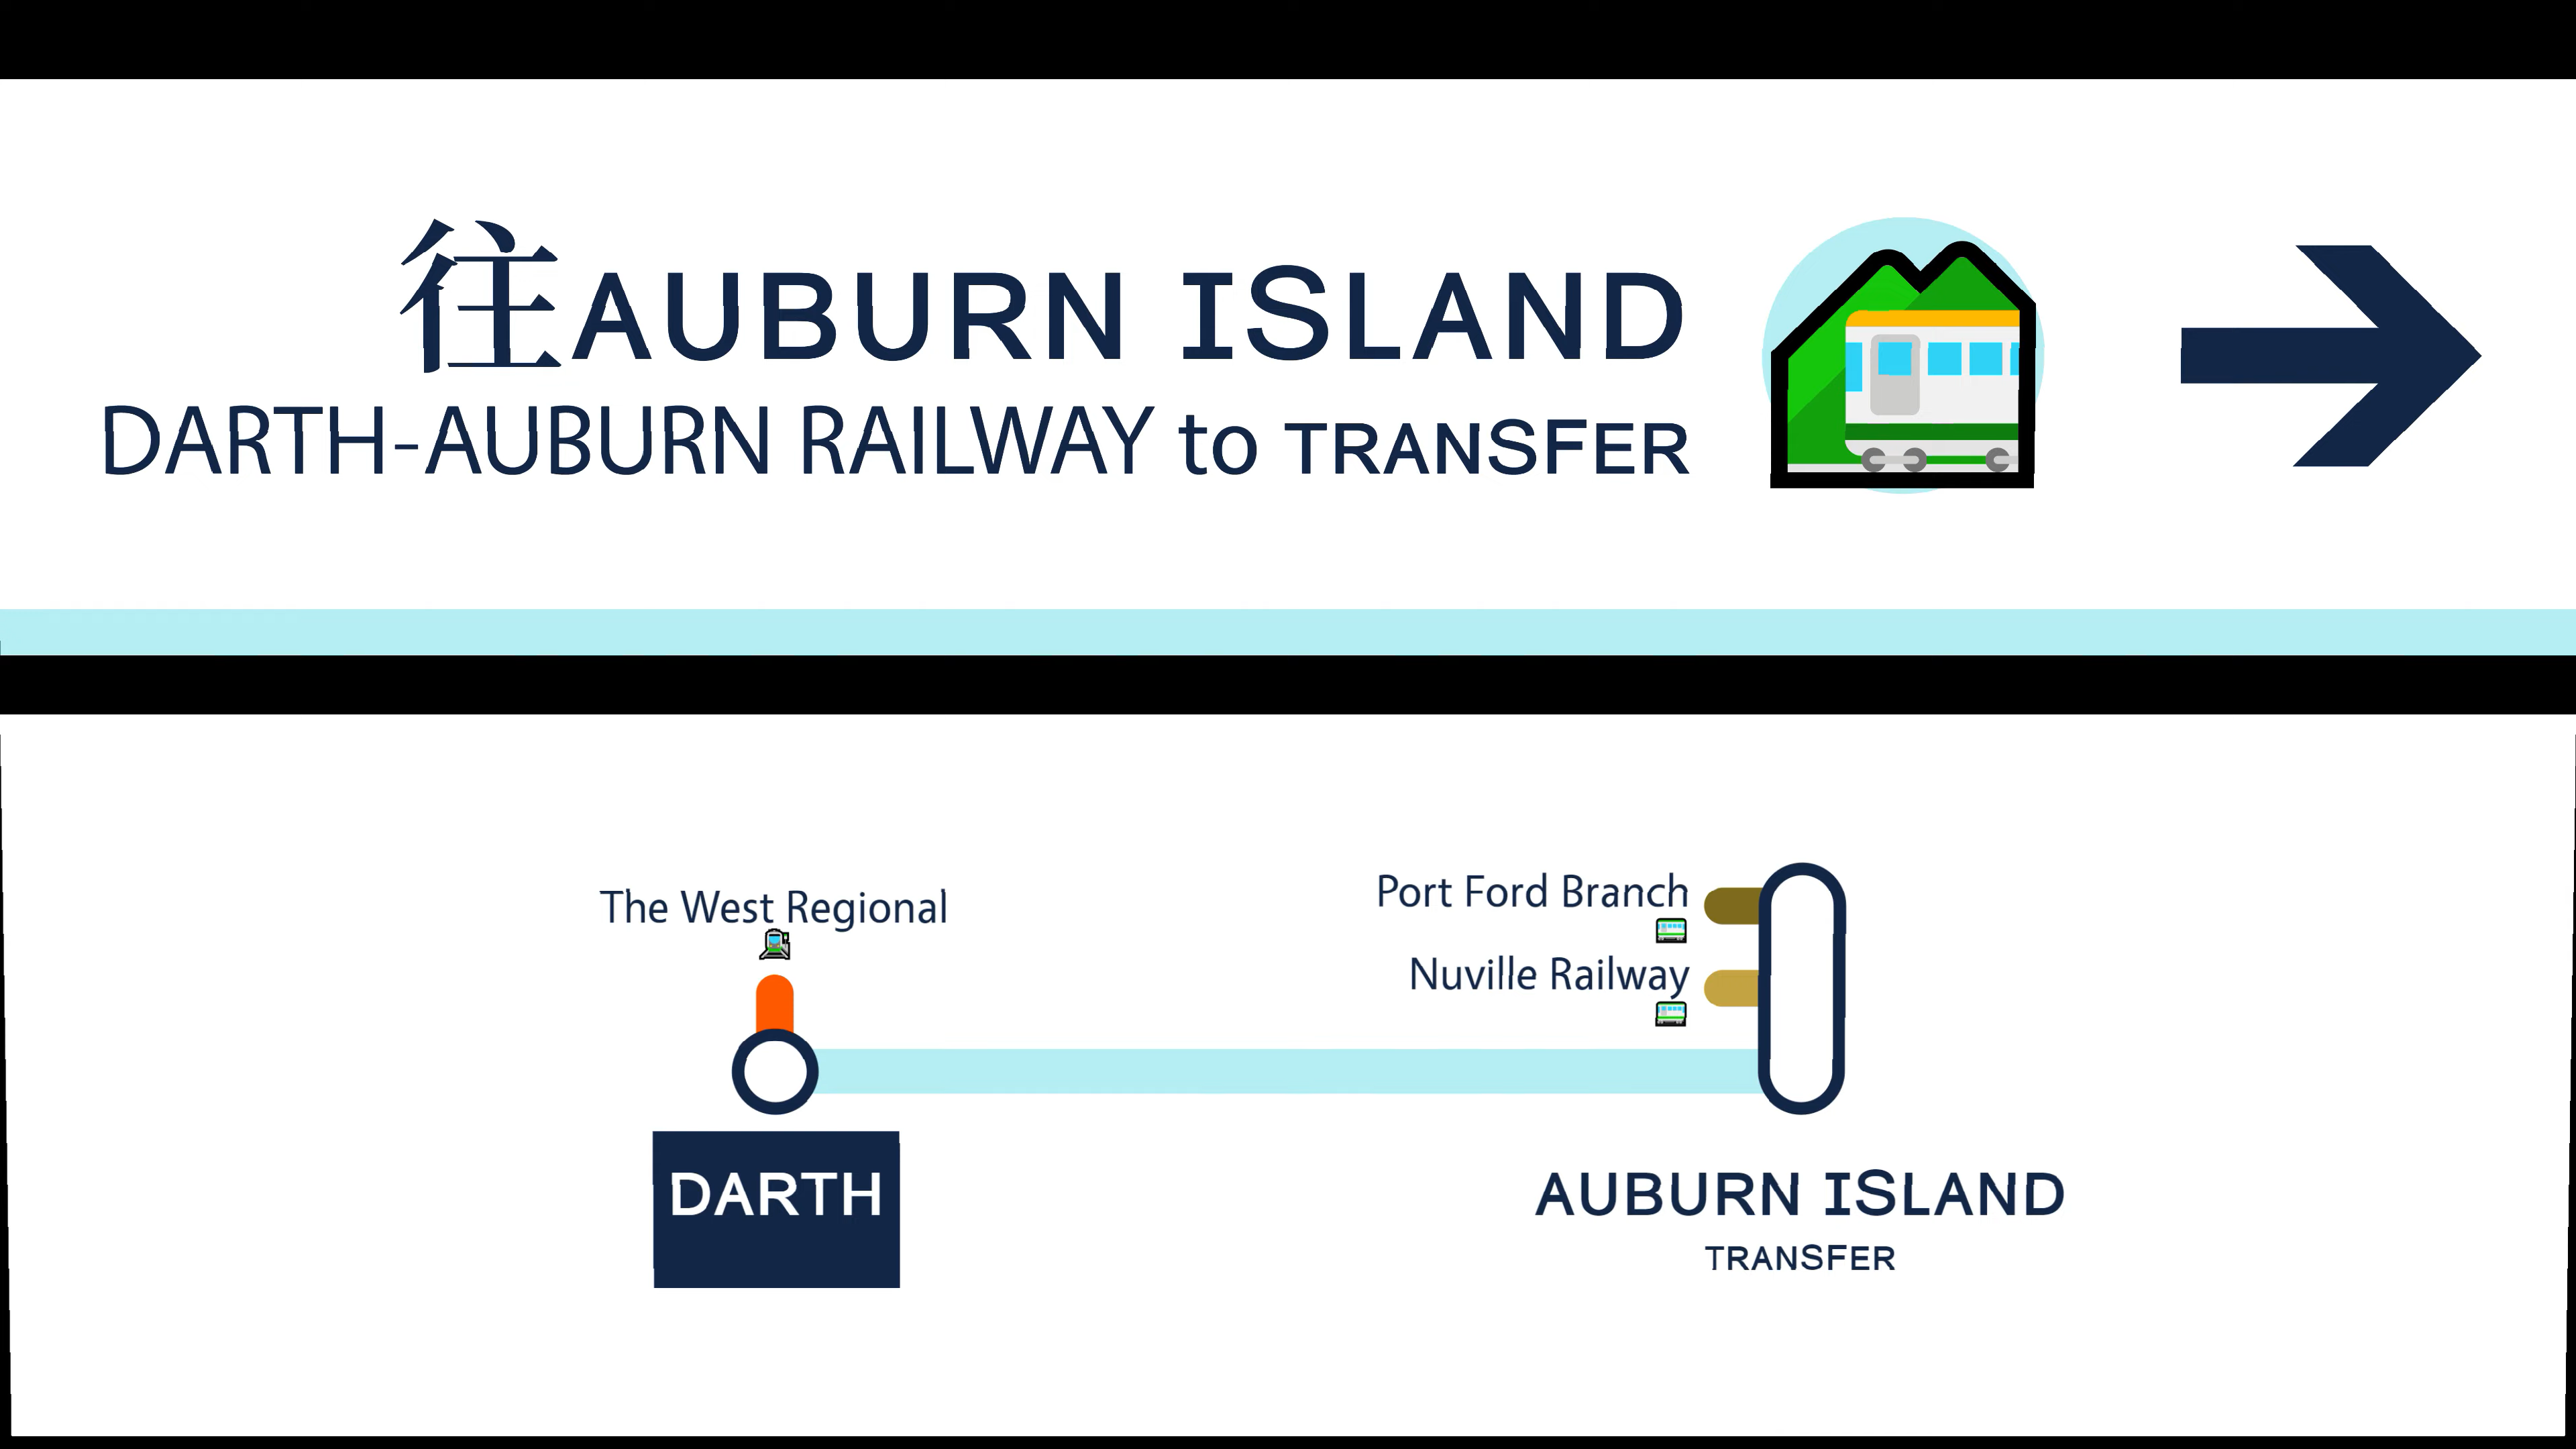 往AUBURN ISLAND
DARTH-AUBURN RAILWAY to TRANSFER
The West Regional
Port Ford Branch
Nuville Railway
DARTH
AUBURN ISLAND
TRANSFER